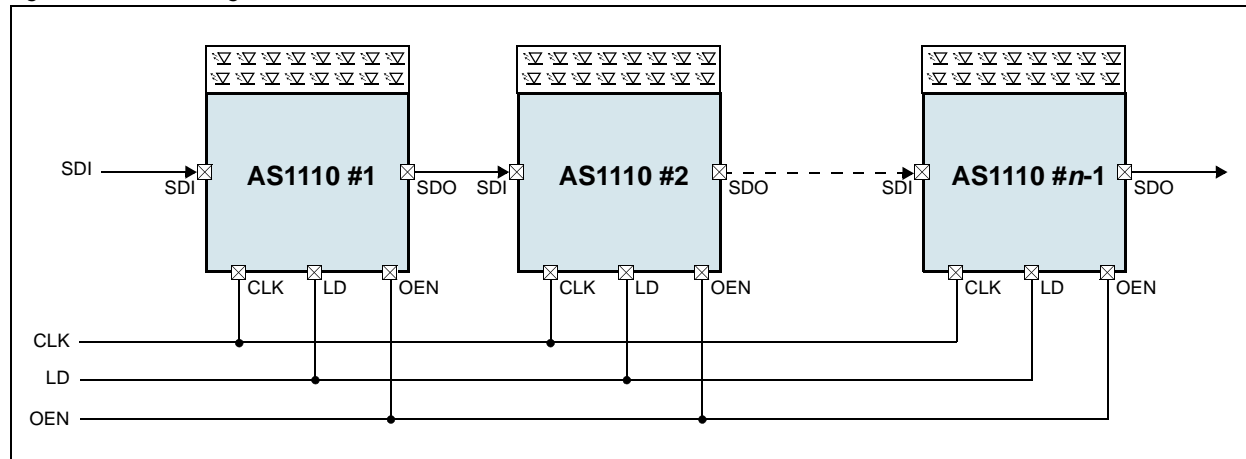 SDI
SDI
AS1110 #1
SDO
SDI
AS1110 #2
SDO
SDI
AS1110 #n-1
SDO
CLK
LD
OEN
CLK
LD
OEN
CLK
LD
OEN
CLK
LD
OEN